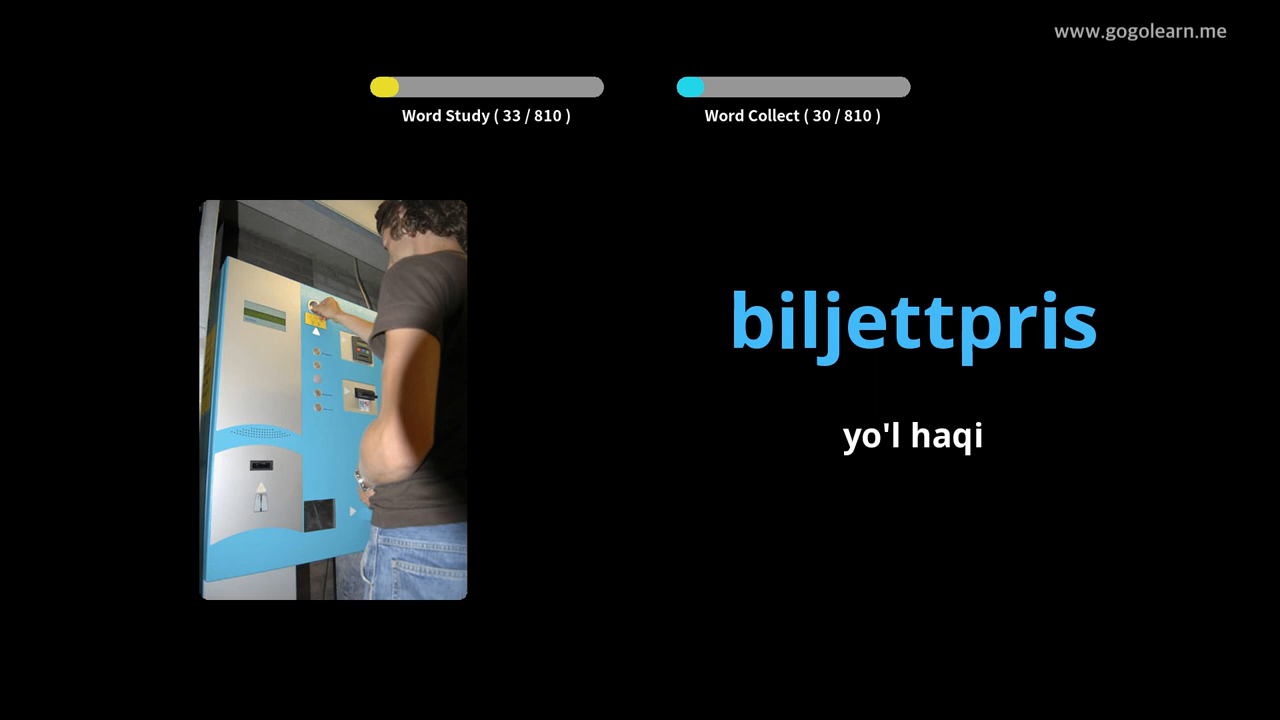 www.gogolearn.me
Word Study ( 33 / 810 )
Word Collect ( 30 / 810 )
biljettpris
yo'l haqi